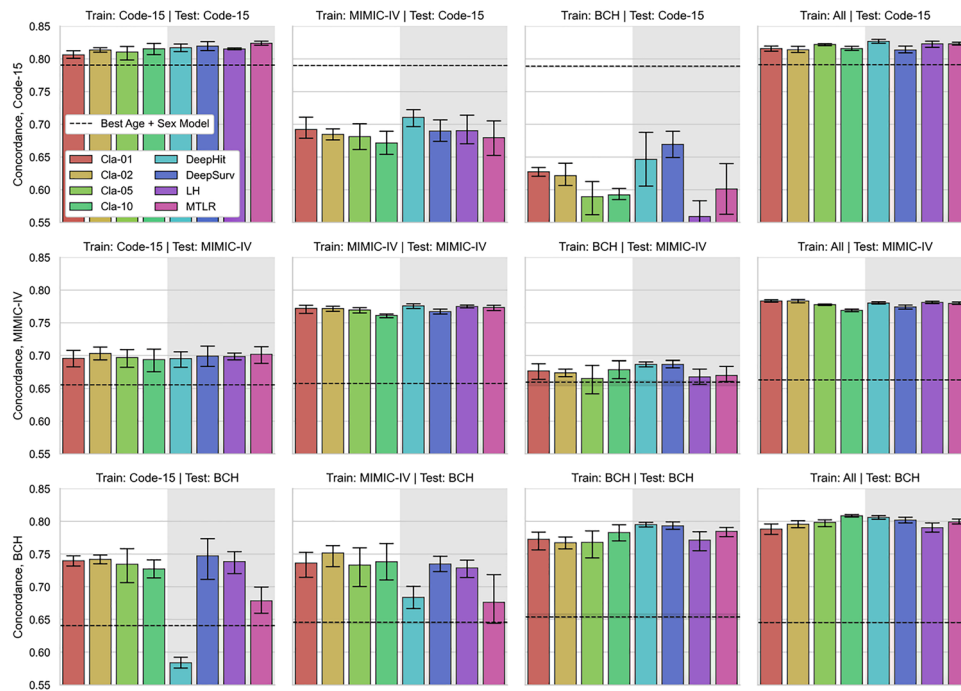 Train: Code-15 | Test: Code-15
Train: MIMIC-IV | Test: Code-15
Train: BCH | Test: Code-15
Train: All | Test: Code-15
Concordance, Code-15
0.85
0.80
0.75
0.70
0.65
0.60
0.55
Best Age + Sex Model
Cla-01
Cla-02
Cla-05
Cla-10
DeepHit
DeepSurv
LH
MTLR
Train: Code-15 | Test: MIMIC-IV
Train: MIMIC-IV | Test: MIMIC-IV
Train: BCH | Test: MIMIC-IV
Train: All | Test: MIMIC-IV
Concordance, MIMIC-IV
0.85
0.80
0.75
0.70
0.65
0.60
0.55
Train: Code-15 | Test: BCH
Train: MIMIC-IV | Test: BCH
Train: BCH | Test: BCH
Train: All | Test: BCH
Concordance, BCH
0.85
0.80
0.75
0.70
0.65
0.60
0.55